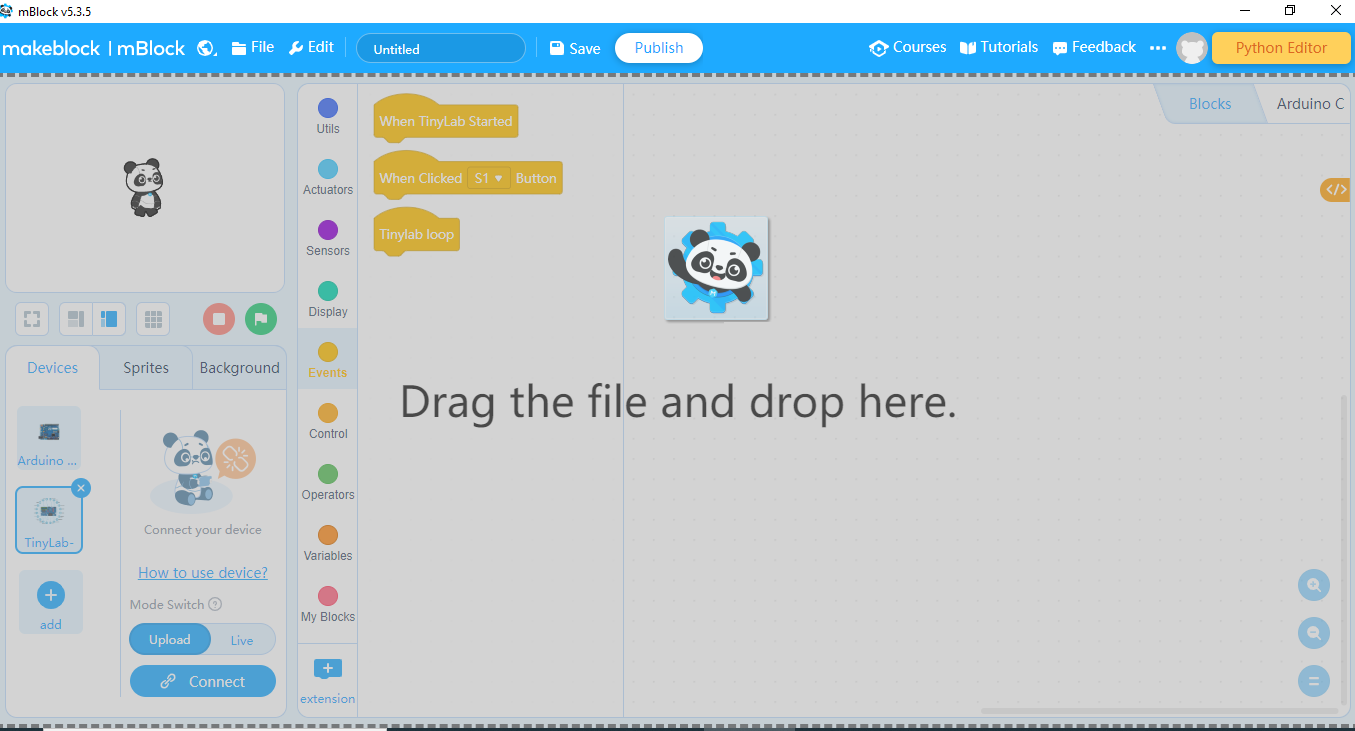 mBlock v5.3.5
makeblock | mBlock
File
Edit
Untitled
Save
Publish
Courses
Tutorials
Feedback
Python Editor
Utils
Actuators
Sensors
Display
Events
Control
Operators
Variables
My Blocks
extension
When TinyLab Started
When Clicked S1 Button
Tinylab loop
Blocks
Arduino C
Drag the file and drop here.
Devices
Sprites
Background
Arduino ...
TinyLab-
add
Connect your device
How to use device?
Mode Switch
Upload
Live
Connect